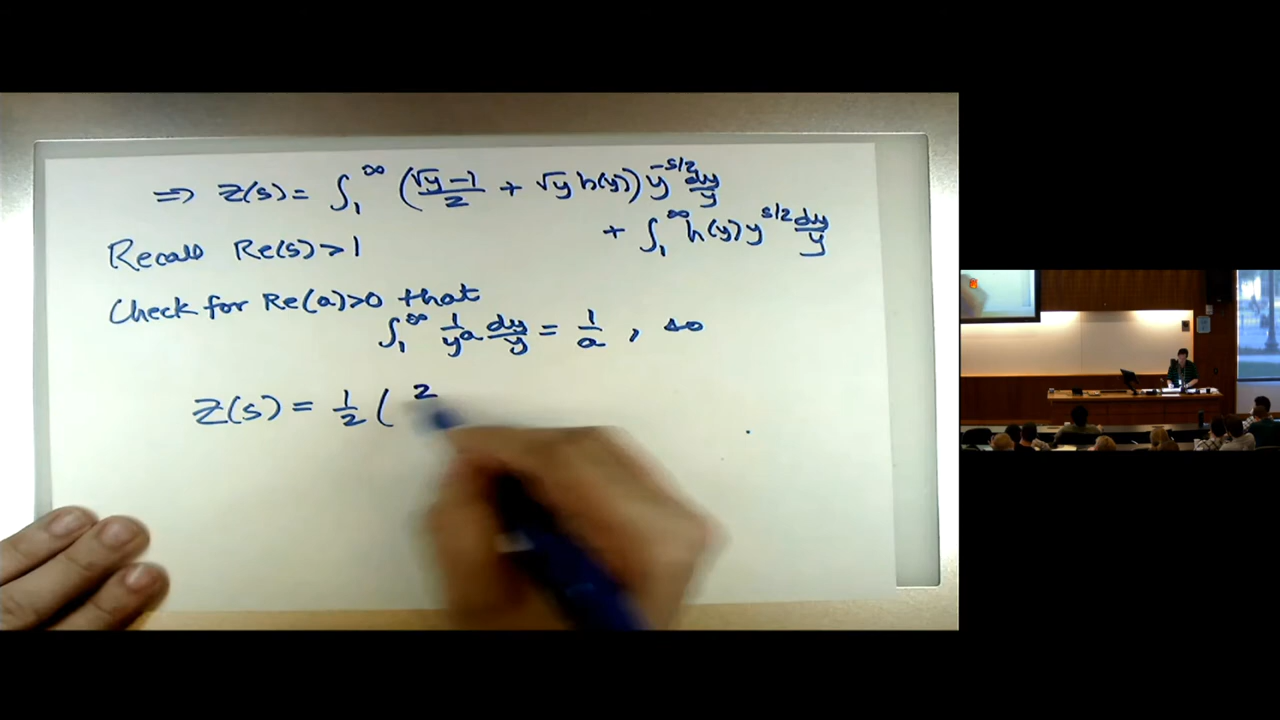 ⇒ Z(s) = ∫₁^∞ ( (√y − 1)/2 + √y h(y) ) y^{-s/2} dy/y
+ ∫₁^∞ h(y) y^{s/2} dy/y
Recall Re(s) > 1
Check for Re(a) > 0 that
∫₁^∞ 1/y^a dy/y = 1/a , so
Z(s) = 1/2 ( 2